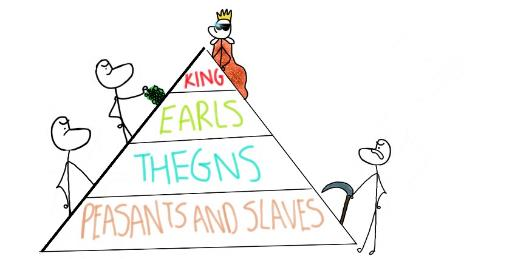 KING
EARLS
THEGNS
PEASANTS AND SLAVES